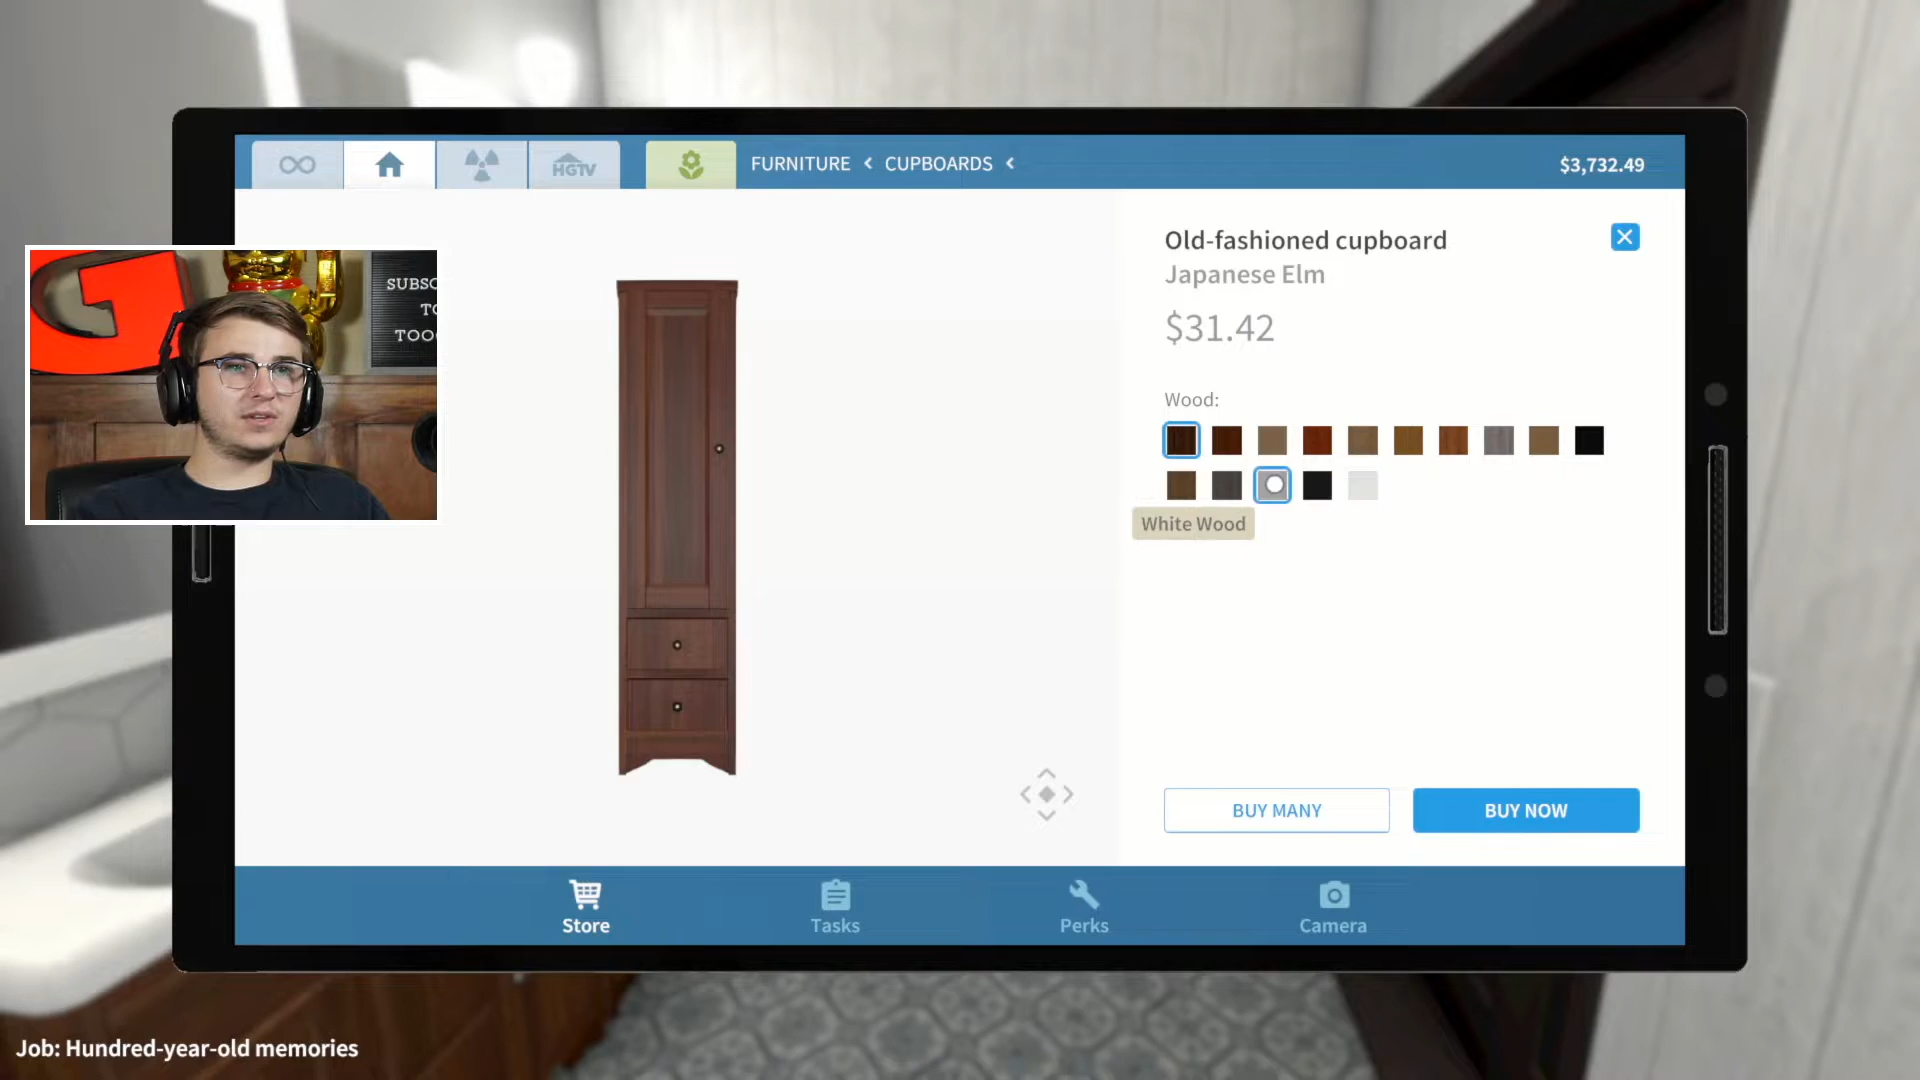 HGTV
FURNITURE < CUPBOARDS <
$3,732.49
Old-fashioned cupboard
Japanese Elm
$31.42
Wood:
White Wood
BUY MANY
BUY NOW
Store
Tasks
Perks
Camera
G
SUBSC
TO
TOO
Job: Hundred-year-old memories